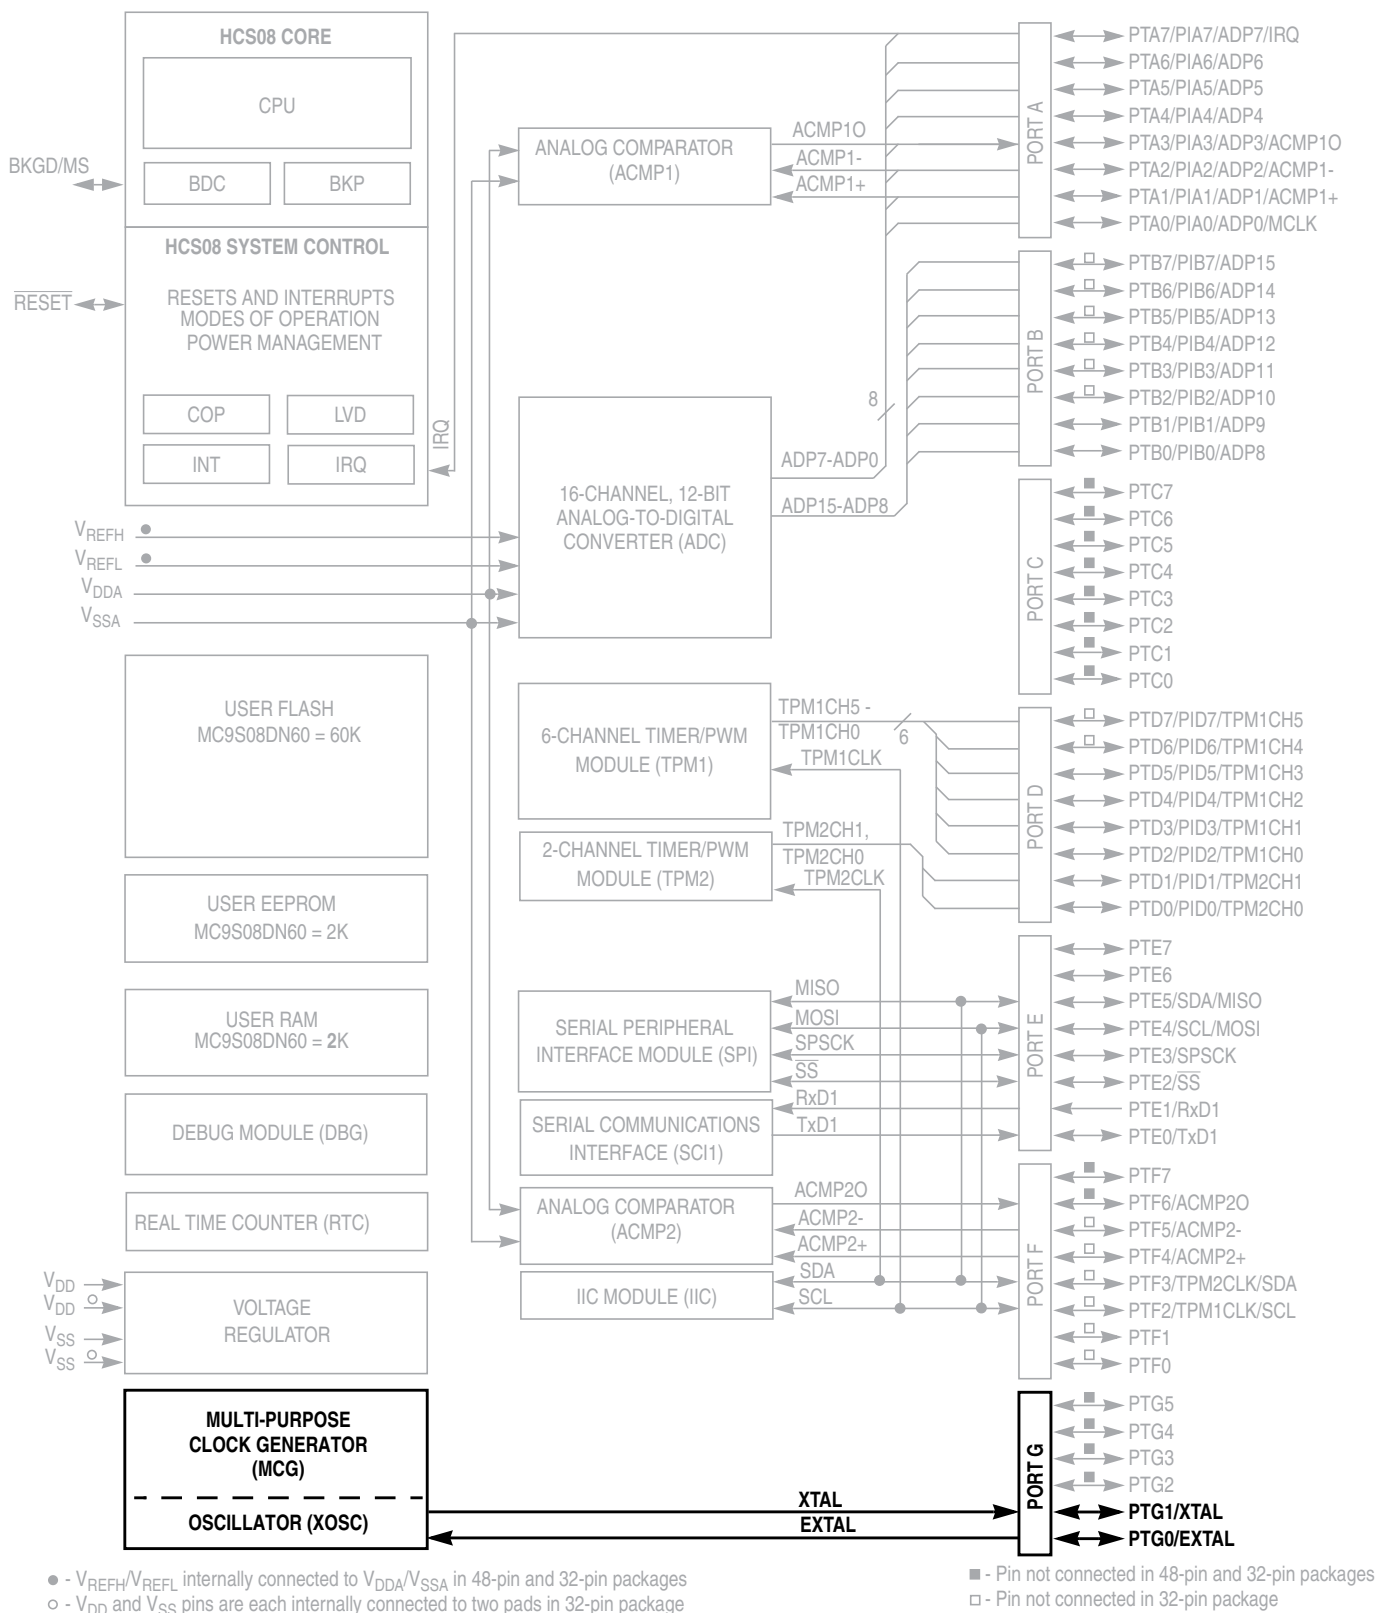 HCS08 CORE
CPU
BDC
BKP
BKGD/MS
HCS08 SYSTEM CONTROL
RESETS AND INTERRUPTS
MODES OF OPERATION
POWER MANAGEMENT
RESET
COP
LVD
INT
IRQ
IRQ
VREFH
VREFL
VDDA
VSSA
USER FLASH
MC9S08DN60 = 60K
USER EEPROM
MC9S08DN60 = 2K
USER RAM
MC9S08DN60 = 2K
DEBUG MODULE (DBG)
REAL TIME COUNTER (RTC)
VDD
VDD
VSS
VSS
VOLTAGE
REGULATOR
MULTI-PURPOSE
CLOCK GENERATOR
(MCG)
OSCILLATOR (XOSC)
ANALOG COMPARATOR
(ACMP1)
ACMP1O
ACMP1-
ACMP1+
16-CHANNEL, 12-BIT
ANALOG-TO-DIGITAL
CONVERTER (ADC)
8
ADP7-ADP0
ADP15-ADP8
6-CHANNEL TIMER/PWM
MODULE (TPM1)
TPM1CH5 -
TPM1CH0
6
TPM1CLK
2-CHANNEL TIMER/PWM
MODULE (TPM2)
TPM2CH1,
TPM2CH0
TPM2CLK
SERIAL PERIPHERAL
INTERFACE MODULE (SPI)
MISO
MOSI
SPSCK
SS
SERIAL COMMUNICATIONS
INTERFACE (SCI1)
RxD1
TxD1
ANALOG COMPARATOR
(ACMP2)
ACMP2O
ACMP2-
ACMP2+
IIC MODULE (IIC)
SDA
SCL
XTAL
EXTAL
PORT A
PTA7/PIA7/ADP7/IRQ
PTA6/PIA6/ADP6
PTA5/PIA5/ADP5
PTA4/PIA4/ADP4
PTA3/PIA3/ADP3/ACMP1O
PTA2/PIA2/ADP2/ACMP1-
PTA1/PIA1/ADP1/ACMP1+
PTA0/PIA0/ADP0/MCLK
PORT B
PTB7/PIB7/ADP15
PTB6/PIB6/ADP14
PTB5/PIB5/ADP13
PTB4/PIB4/ADP12
PTB3/PIB3/ADP11
PTB2/PIB2/ADP10
PTB1/PIB1/ADP9
PTB0/PIB0/ADP8
PORT C
PTC7
PTC6
PTC5
PTC4
PTC3
PTC2
PTC1
PTC0
PORT D
PTD7/PID7/TPM1CH5
PTD6/PID6/TPM1CH4
PTD5/PID5/TPM1CH3
PTD4/PID4/TPM1CH2
PTD3/PID3/TPM1CH1
PTD2/PID2/TPM1CH0
PTD1/PID1/TPM2CH1
PTD0/PID0/TPM2CH0
PORT E
PTE7
PTE6
PTE5/SDA/MISO
PTE4/SCL/MOSI
PTE3/SPSCK
PTE2/SS
PTE1/RxD1
PTE0/TxD1
PORT F
PTF7
PTF6/ACMP2O
PTF5/ACMP2-
PTF4/ACMP2+
PTF3/TPM2CLK/SDA
PTF2/TPM1CLK/SCL
PTF1
PTF0
PORT G
PTG5
PTG4
PTG3
PTG2
PTG1/XTAL
PTG0/EXTAL
● - VREFH/VREFL internally connected to VDDA/VSSA in 48-pin and 32-pin packages
○ - VDD and VSS pins are each internally connected to two pads in 32-pin package
■ - Pin not connected in 48-pin and 32-pin packages
□ - Pin not connected in 32-pin package